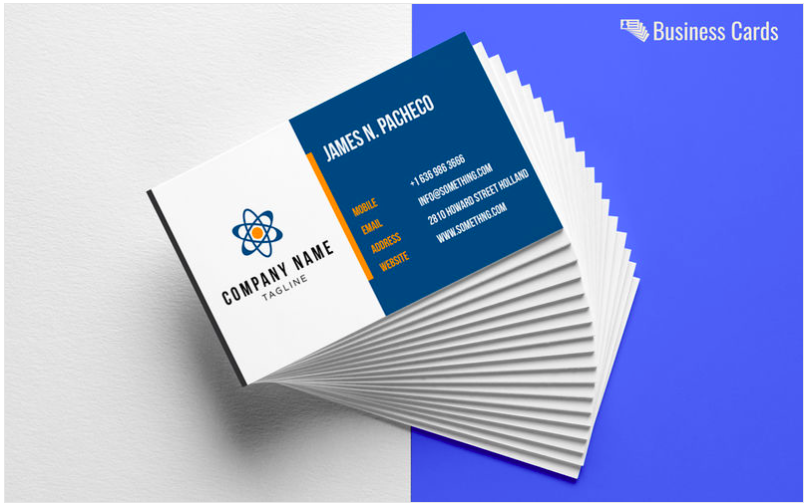 Business Cards
JAMES N. PACHECO
MOBILE +1 636 986 3666
EMAIL INFO@SOMETHING.COM
ADDRESS 2810 HOWARD STREET HOLLAND
WEBSITE WWW.SOMETHNG.COM
COMPANY NAME
TAGLINE